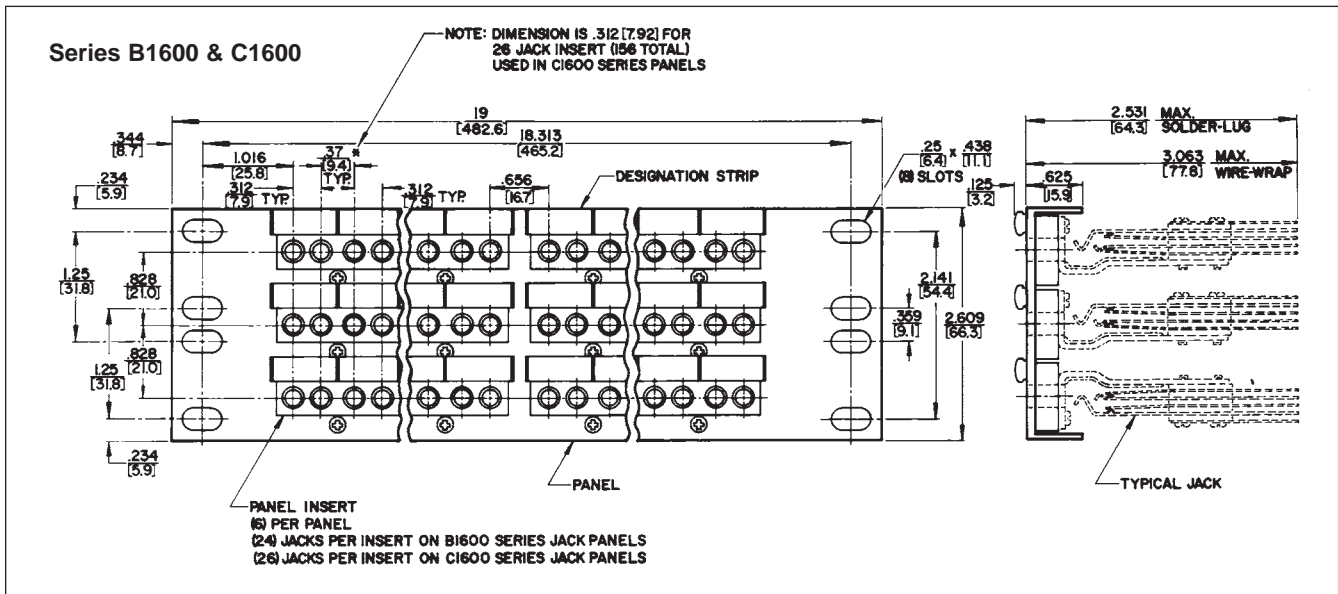 Series B1600 & C1600
NOTE: DIMENSION IS .312 [7.92] FOR
26 JACK INSERT (156 TOTAL)
USED IN C1600 SERIES PANELS
19
[482.6]
18.313
[465.2]
.344
[8.7]
1.016
[25.8]
.37 *
[9.4]
TYP.
.312
[7.9] TYP.
.312
[7.9] TYP.
.656
[16.7]
DESIGNATION STRIP
.25 x .438
[6.4] [11.1]
(8) SLOTS
.234
[5.9]
1.25
[31.8]
.828
[21.0]
.828
[21.0]
1.25
[31.8]
.234
[5.9]
2.141
[54.4]
.359
[9.1]
2.609
[66.3]
2.531 MAX.
[64.3] SOLDER-LUG
3.063 MAX.
[77.8] WIRE-WRAP
.125
[3.2]
.625
[15.9]
PANEL
TYPICAL JACK
PANEL INSERT
(6) PER PANEL
(24) JACKS PER INSERT ON B1600 SERIES JACK PANELS
(26) JACKS PER INSERT ON C1600 SERIES JACK PANELS